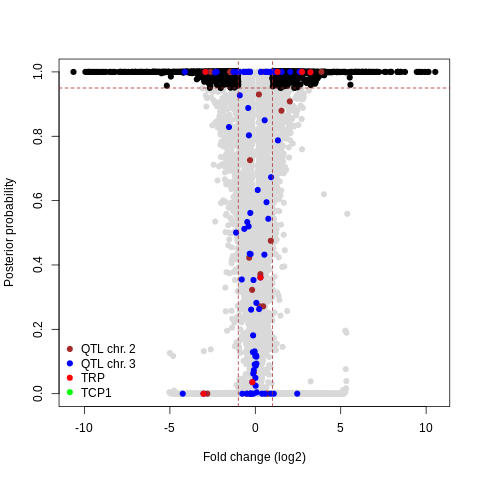 1.0
0.8
0.6
0.4
0.2
0.0
Posterior probability
QTL chr. 2
QTL chr. 3
TRP
TCP1
-10 -5 0 5 10
Fold change (log2)